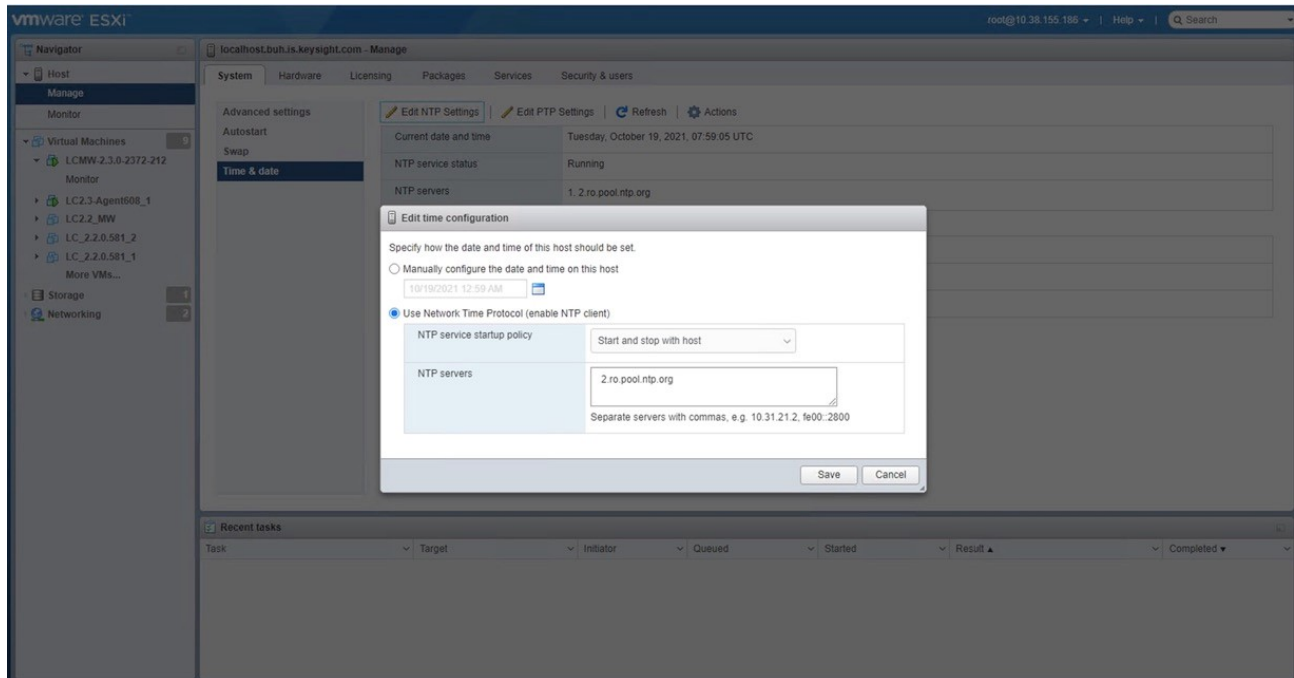 vmware ESXi
root@10.38.155.186 | Help | Search
Navigator
localhost.buh.is.keysight.com - Manage
Host
Manage
Monitor
Virtual Machines 9
LCMW-2.3.0-2372-212
Monitor
LC2.3-Agent608_1
LC2.2_MW
LC_2.2.0.581_2
LC_2.2.0.581_1
More VMs...
Storage 1
Networking 2
System Hardware Licensing Packages Services Security & users
Advanced settings
Autostart
Swap
Time & date
Edit NTP Settings | Edit PTP Settings | Refresh | Actions
Current date and time Tuesday, October 19, 2021, 07:59:05 UTC
NTP service status Running
NTP servers 1. 2.ro.pool.ntp.org
Edit time configuration
Specify how the date and time of this host should be set.
Manually configure the date and time on this host
10/19/2021 12:59 AM
Use Network Time Protocol (enable NTP client)
NTP service startup policy Start and stop with host
NTP servers 2.ro.pool.ntp.org
Separate servers with commas, e.g. 10.31.21.2, fe00::2800
Save Cancel
Recent tasks
Task Target Initiator Queued Started Result Completed